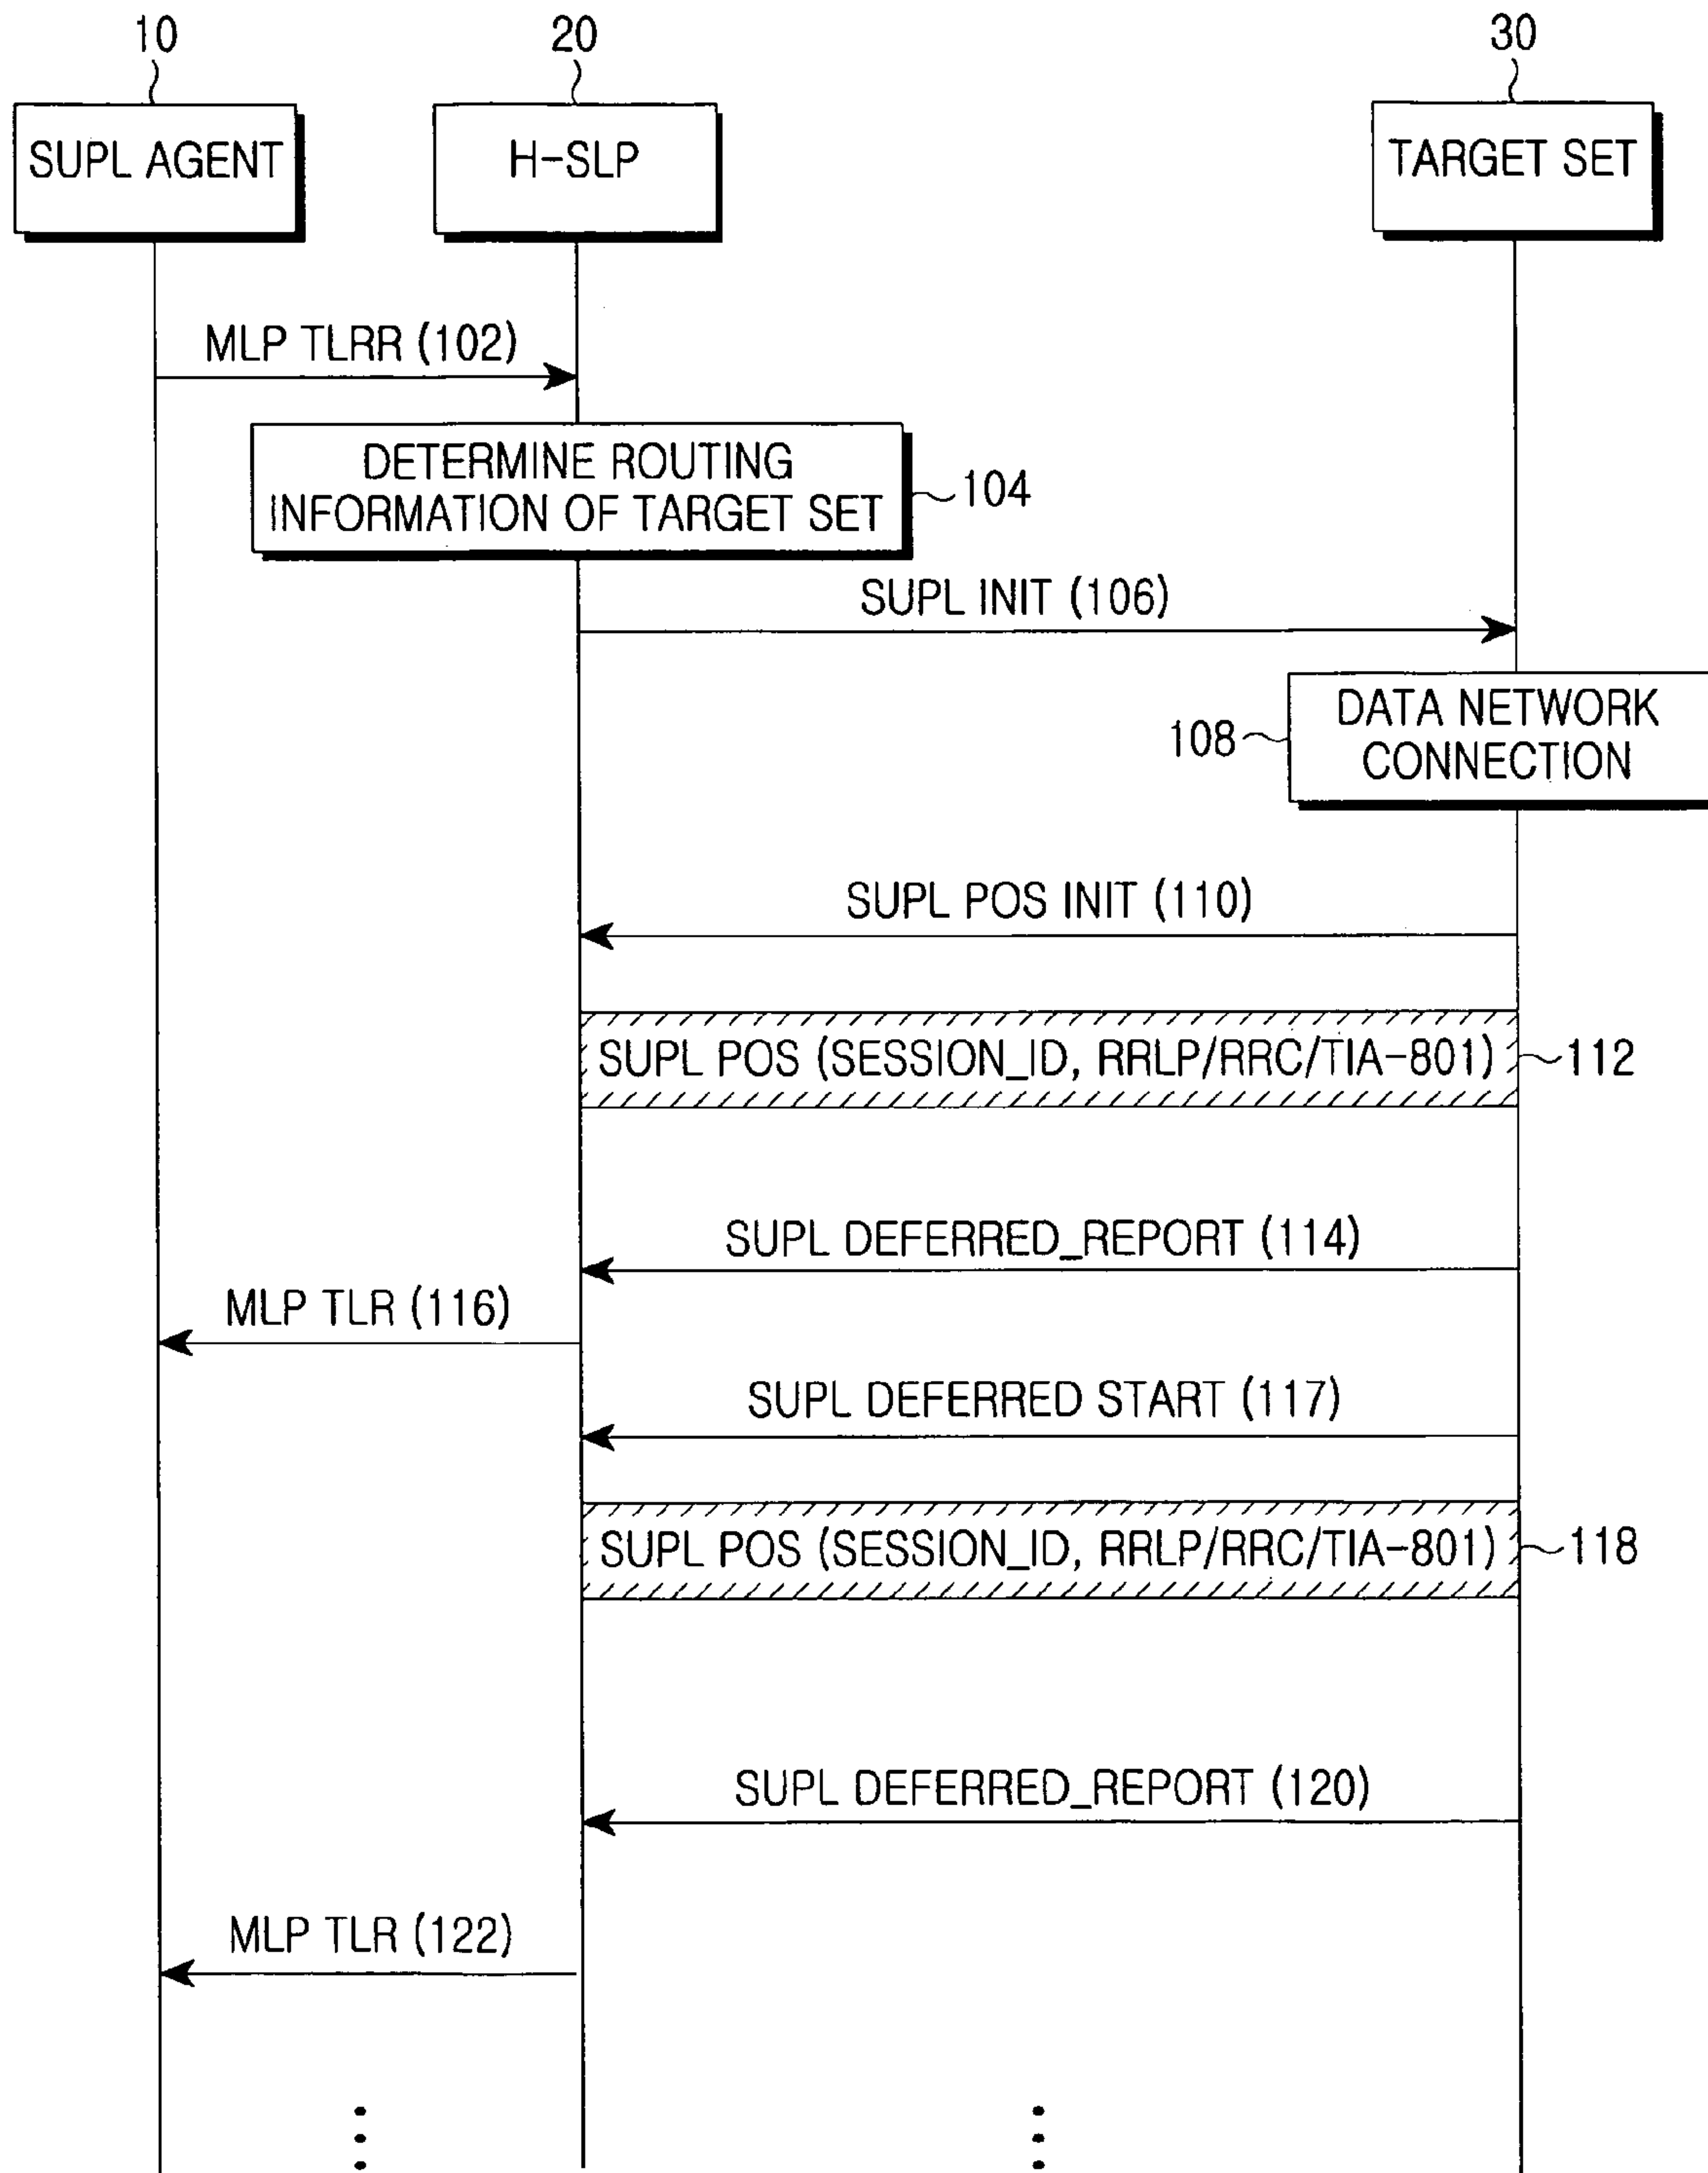 10
20
30
SUPL AGENT
H-SLP
TARGET SET
MLP TLRR (102)
DETERMINE ROUTING
INFORMATION OF TARGET SET
104
SUPL INIT (106)
DATA NETWORK
CONNECTION
108
SUPL POS INIT (110)
SUPL POS (SESSION_ID, RRLP/RRC/TIA-801)
112
SUPL DEFERRED_REPORT (114)
MLP TLR (116)
SUPL DEFERRED START (117)
SUPL POS (SESSION_ID, RRLP/RRC/TIA-801)
118
SUPL DEFERRED_REPORT (120)
MLP TLR (122)